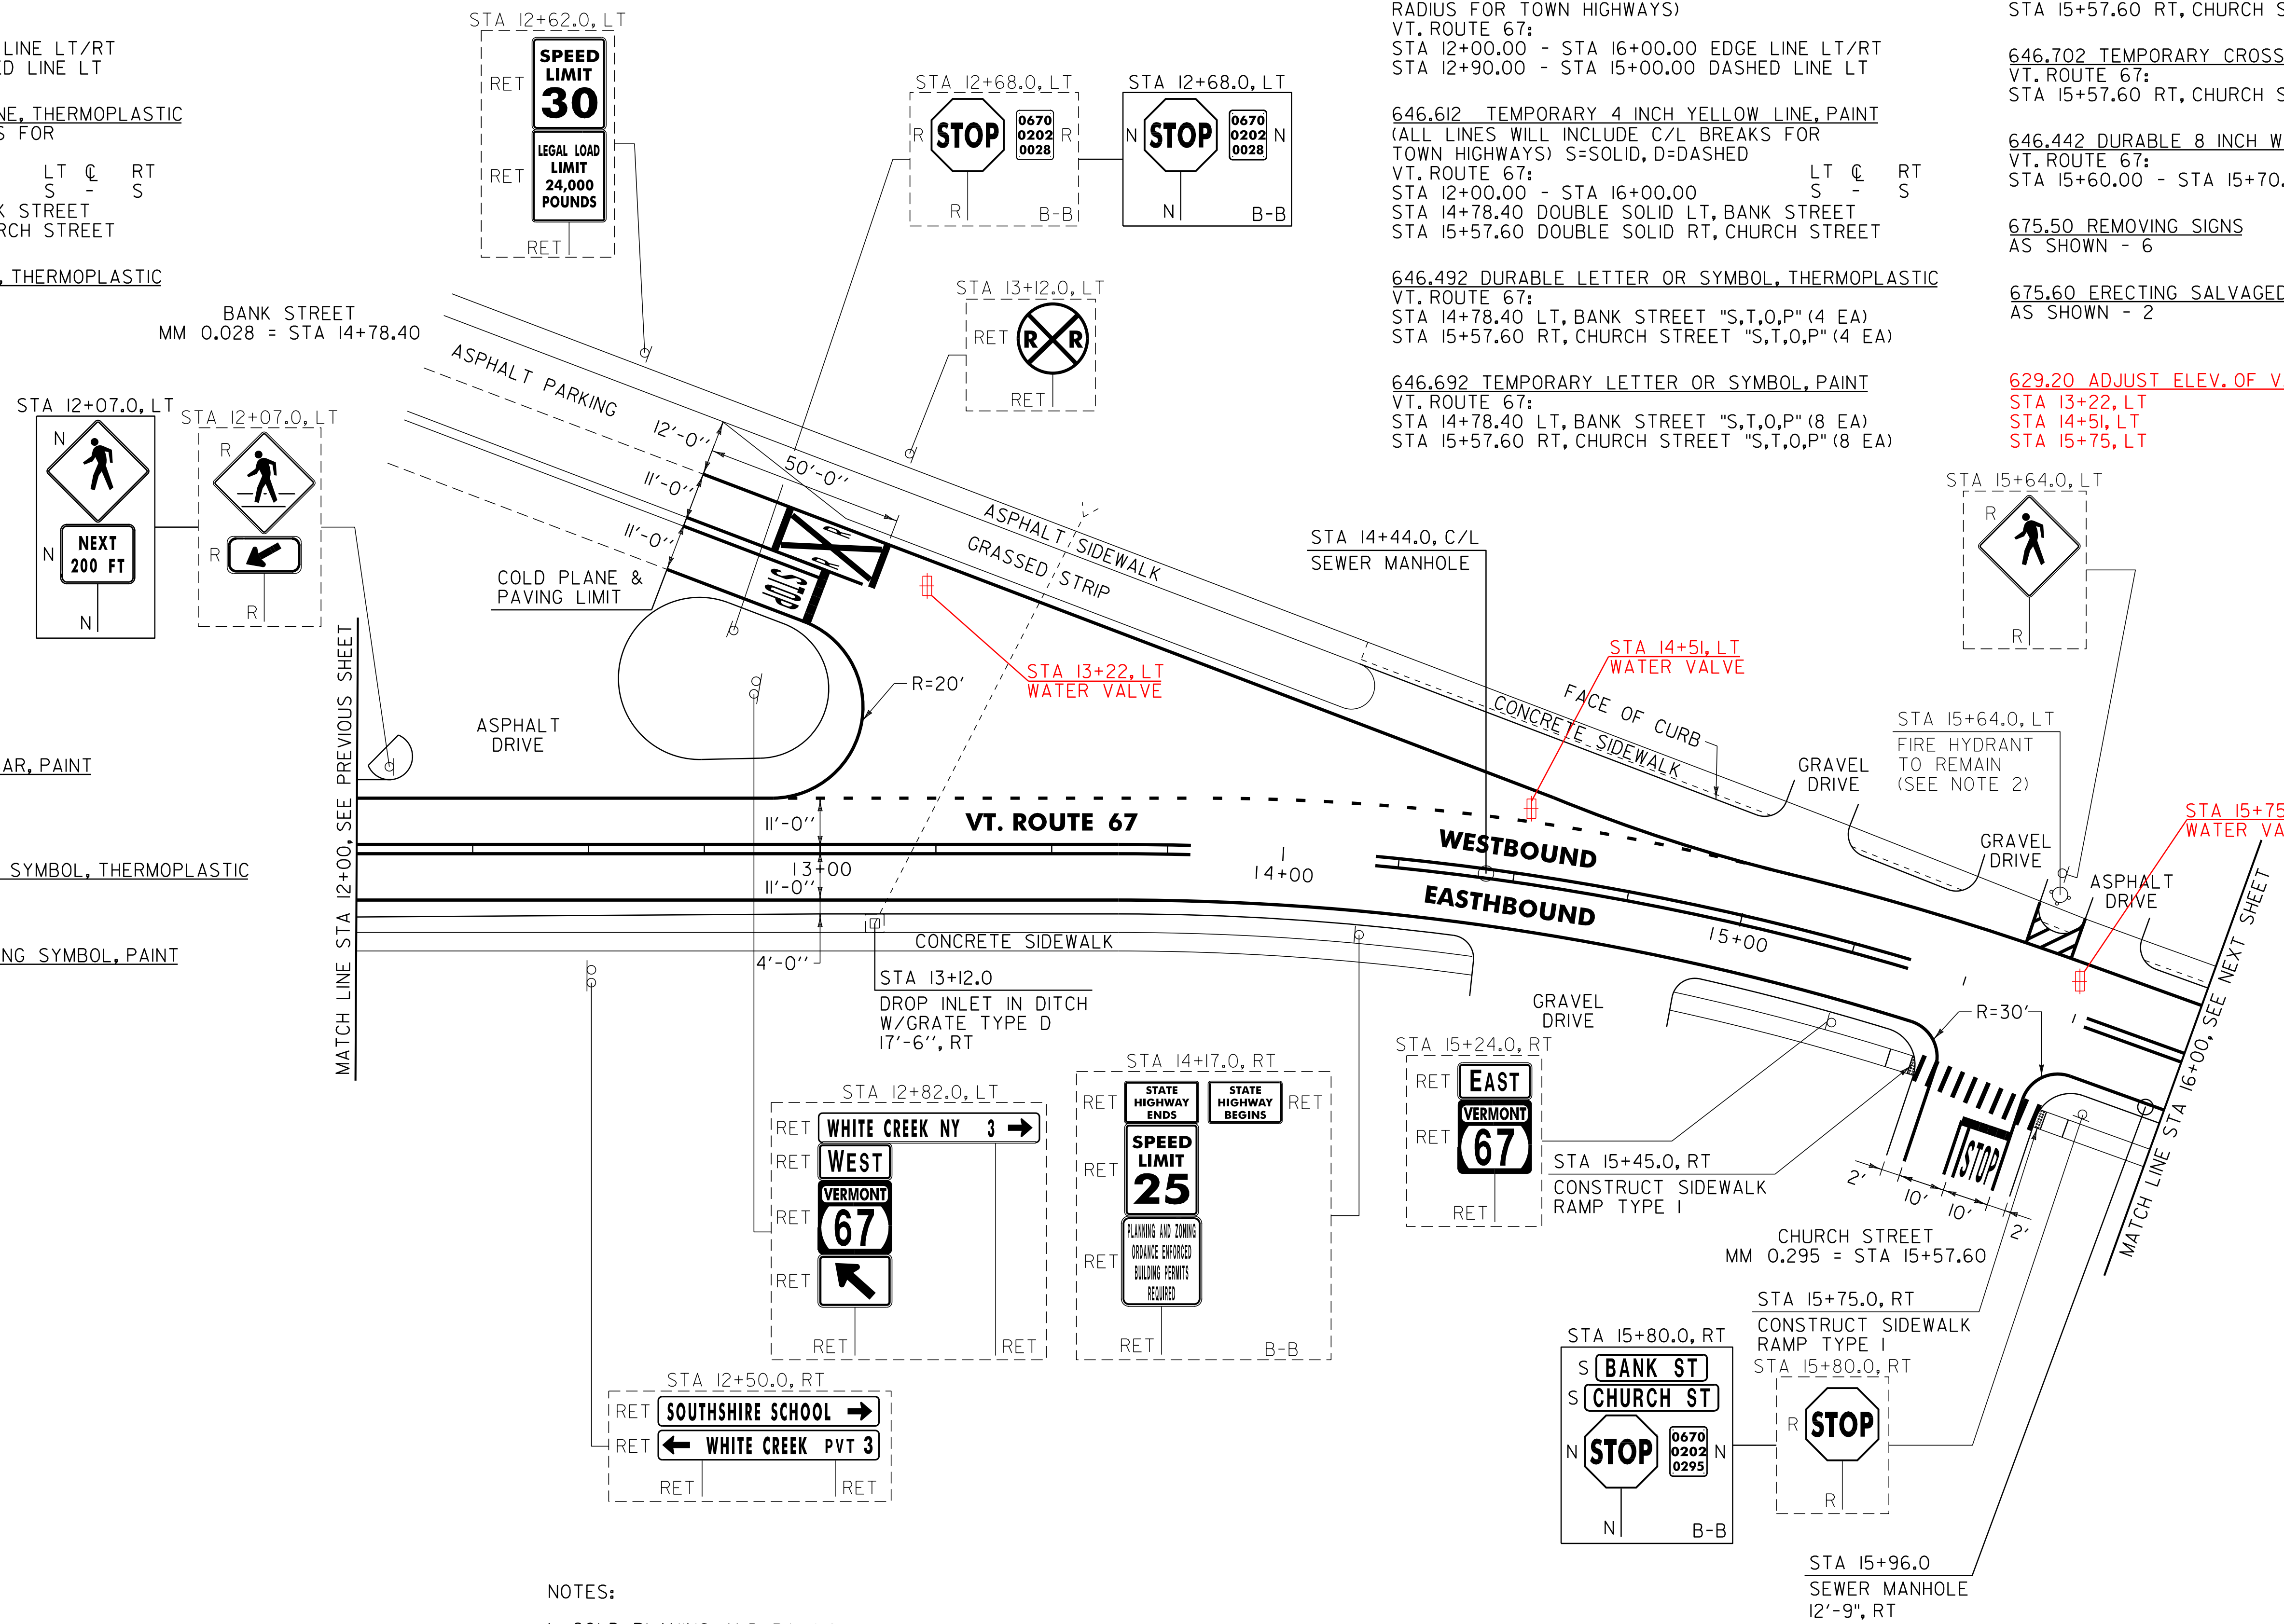 LINE LT/RT
ED LINE LT
NE, THERMOPLASTIC
S FOR
LT ℄ RT
S - S
K STREET
RCH STREET
, THERMOPLASTIC
AR, PAINT
SYMBOL, THERMOPLASTIC
NG SYMBOL, PAINT
RADIUS FOR TOWN HIGHWAYS)
VT. ROUTE 67:
STA 12+00.00 - STA 16+00.00 EDGE LINE LT/RT
STA 12+90.00 - STA 15+00.00 DASHED LINE LT
646.612 TEMPORARY 4 INCH YELLOW LINE, PAINT
(ALL LINES WILL INCLUDE C/L BREAKS FOR
TOWN HIGHWAYS) S=SOLID, D=DASHED
VT. ROUTE 67: LT ℄ RT
STA 12+00.00 - STA 16+00.00 S - S
STA 14+78.40 DOUBLE SOLID LT, BANK STREET
STA 15+57.60 DOUBLE SOLID RT, CHURCH STREET
646.492 DURABLE LETTER OR SYMBOL, THERMOPLASTIC
VT. ROUTE 67:
STA 14+78.40 LT, BANK STREET "S,T,O,P" (4 EA)
STA 15+57.60 RT, CHURCH STREET "S,T,O,P" (4 EA)
646.692 TEMPORARY LETTER OR SYMBOL, PAINT
VT. ROUTE 67:
STA 14+78.40 LT, BANK STREET "S,T,O,P" (8 EA)
STA 15+57.60 RT, CHURCH STREET "S,T,O,P" (8 EA)
STA 15+57.60 RT, CHURCH S
646.702 TEMPORARY CROSS
VT. ROUTE 67:
STA 15+57.60 RT, CHURCH S
646.442 DURABLE 8 INCH W
VT. ROUTE 67:
STA 15+60.00 - STA 15+70.
675.50 REMOVING SIGNS
AS SHOWN - 6
675.60 ERECTING SALVAGED
AS SHOWN - 2
629.20 ADJUST ELEV. OF V
STA 13+22, LT
STA 14+51, LT
STA 15+75, LT
STA 12+62.0, LT
RET
SPEED
LIMIT
30
RET
LEGAL LOAD
LIMIT
24,000
POUNDS
RET
STA 12+68.0, LT
R STOP
0670
0202 R
0028
R
B-B
STA 12+68.0, LT
N STOP
0670
0202 N
0028
N
B-B
STA 13+12.0, LT
RET R R
RET
BANK STREET
MM 0.028 = STA 14+78.40
STA 12+07.0, LT
N
N NEXT
200 FT
N
STA 12+07.0, LT
R
R
R
ASPHALT PARKING
12'-0"
11'-0"
11'-0"
50'-0"
R R
STOP
COLD PLANE &
PAVING LIMIT
ASPHALT SIDEWALK
GRASSED STRIP
STA 14+44.0, C/L
SEWER MANHOLE
STA 13+22, LT
WATER VALVE
R=20'
STA 14+51, LT
WATER VALVE
FACE OF CURB
CONCRETE SIDEWALK
STA 15+64.0, LT
R
R
STA 15+64.0, LT
FIRE HYDRANT
TO REMAIN
(SEE NOTE 2)
GRAVEL
DRIVE
GRAVEL
DRIVE
ASPHALT
DRIVE
STA 15+75
WATER VA
MATCH LINE STA 12+00, SEE PREVIOUS SHEET
ASPHALT
DRIVE
11'-0"
11'-0"
4'-0"
13+00
VT. ROUTE 67
14+00
WESTBOUND
EASTHBOUND
15+00
CONCRETE SIDEWALK
STA 13+12.0
DROP INLET IN DITCH
W/GRATE TYPE D
17'-6", RT
GRAVEL
DRIVE
R=30'
MATCH LINE STA 16+00, SEE NEXT SHEET
STOP
2'
10'
10'
2'
CHURCH STREET
MM 0.295 = STA 15+57.60
STA 12+82.0, LT
RET WHITE CREEK NY 3
RET WEST
RET VERMONT
67
RET
RET RET
STA 14+17.0, RT
RET STATE
HIGHWAY
ENDS
STATE
HIGHWAY
BEGINS RET
RET SPEED
LIMIT
25
RET PLANNING AND ZONING
ORDANCE ENFORCED
BUILDING PERMITS
REQUIRED
RET
B-B
STA 15+24.0, RT
RET EAST
RET VERMONT
67
RET
STA 15+45.0, RT
CONSTRUCT SIDEWALK
RAMP TYPE I
STA 15+75.0, RT
CONSTRUCT SIDEWALK
RAMP TYPE I
STA 12+50.0, RT
RET SOUTHSHIRE SCHOOL
RET WHITE CREEK PVT 3
RET RET
STA 15+80.0, RT
S BANK ST
S CHURCH ST
N STOP
0670
0202 N
0295
N
B-B
STA 15+80.0, RT
R STOP
R
STA 15+96.0
SEWER MANHOLE
12'-9", RT
NOTES: